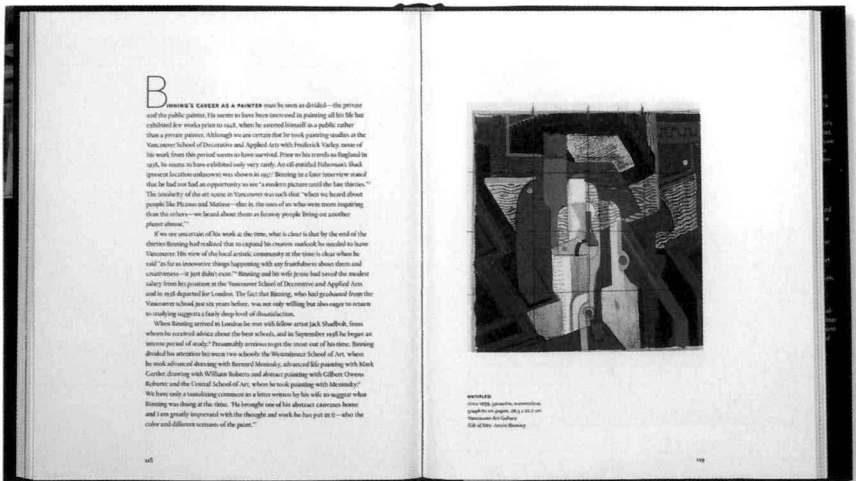 BINNING'S CAREER AS A PAINTER must be seen as divided—the private
and the public painter. He seems to have been interested in painting all his life but
exhibited few works prior to 1948, when he asserted himself as a public rather
than a private painter. Although we are certain that he took painting studies at the
Vancouver School of Decorative and Applied Arts with Frederick Varley, none of
his work from this period seems to have survived. Prior to his travels to England in
1938, he seems to have exhibited only very rarely. An oil entitled Fisherman's Shack
(present location unknown) was shown in 1937. Binning in a later interview stated
that he had not had an opportunity to see "a modern picture until the late thirties."
The insularity of the art scene in Vancouver was such that "when we heard about
people like Picasso and Matisse—that is, the ones of us who were more inquiring
than the others—we heard about them as faraway people living on another
planet almost."
If we are uncertain of his work at the time, what is clear is that by the end of the
thirties Binning had realized that to expand his creative outlook he needed to leave
Vancouver. His view of the local artistic community at the time is clear when he
said "as far as innovative things happening with any fruitfulness about them and
creativeness—it just didn't exist." Binning and his wife Jessie had saved the modest
salary from his position at the Vancouver School of Decorative and Applied Arts
and in 1938 departed for London. The fact that Binning, who had graduated from the
Vancouver school just six years before, was not only willing but also eager to return
to studying suggests a fairly deep level of dissatisfaction.
When Binning arrived in London he met with fellow artist Jack Shadbolt, from
whom he received advice about the best schools, and in September 1938 he began an
intense period of study. Presumably anxious to get the most out of his time, Binning
divided his attention between two schools: the Westminster School of Art, where
he took advanced drawing with Bernard Meninsky, advanced life painting with Mark
Gertler, drawing with William Roberts and abstract painting with Gilbert Owens
Roberts; and the Central School of Art, where he took painting with Meninsky.
We have only a tantalizing comment in a letter written by his wife to suggest what
Binning was doing at the time. "He brought one of his abstract canvases home
and I am greatly impressed with the thought and work he has put in it—also the
color and different textures of the paint."
118
UNTITLED
circa 1939, gouache, watercolour,
graphite on paper,
Vancouver Art Gallery
Gift of Mrs. Jessie Binning
119